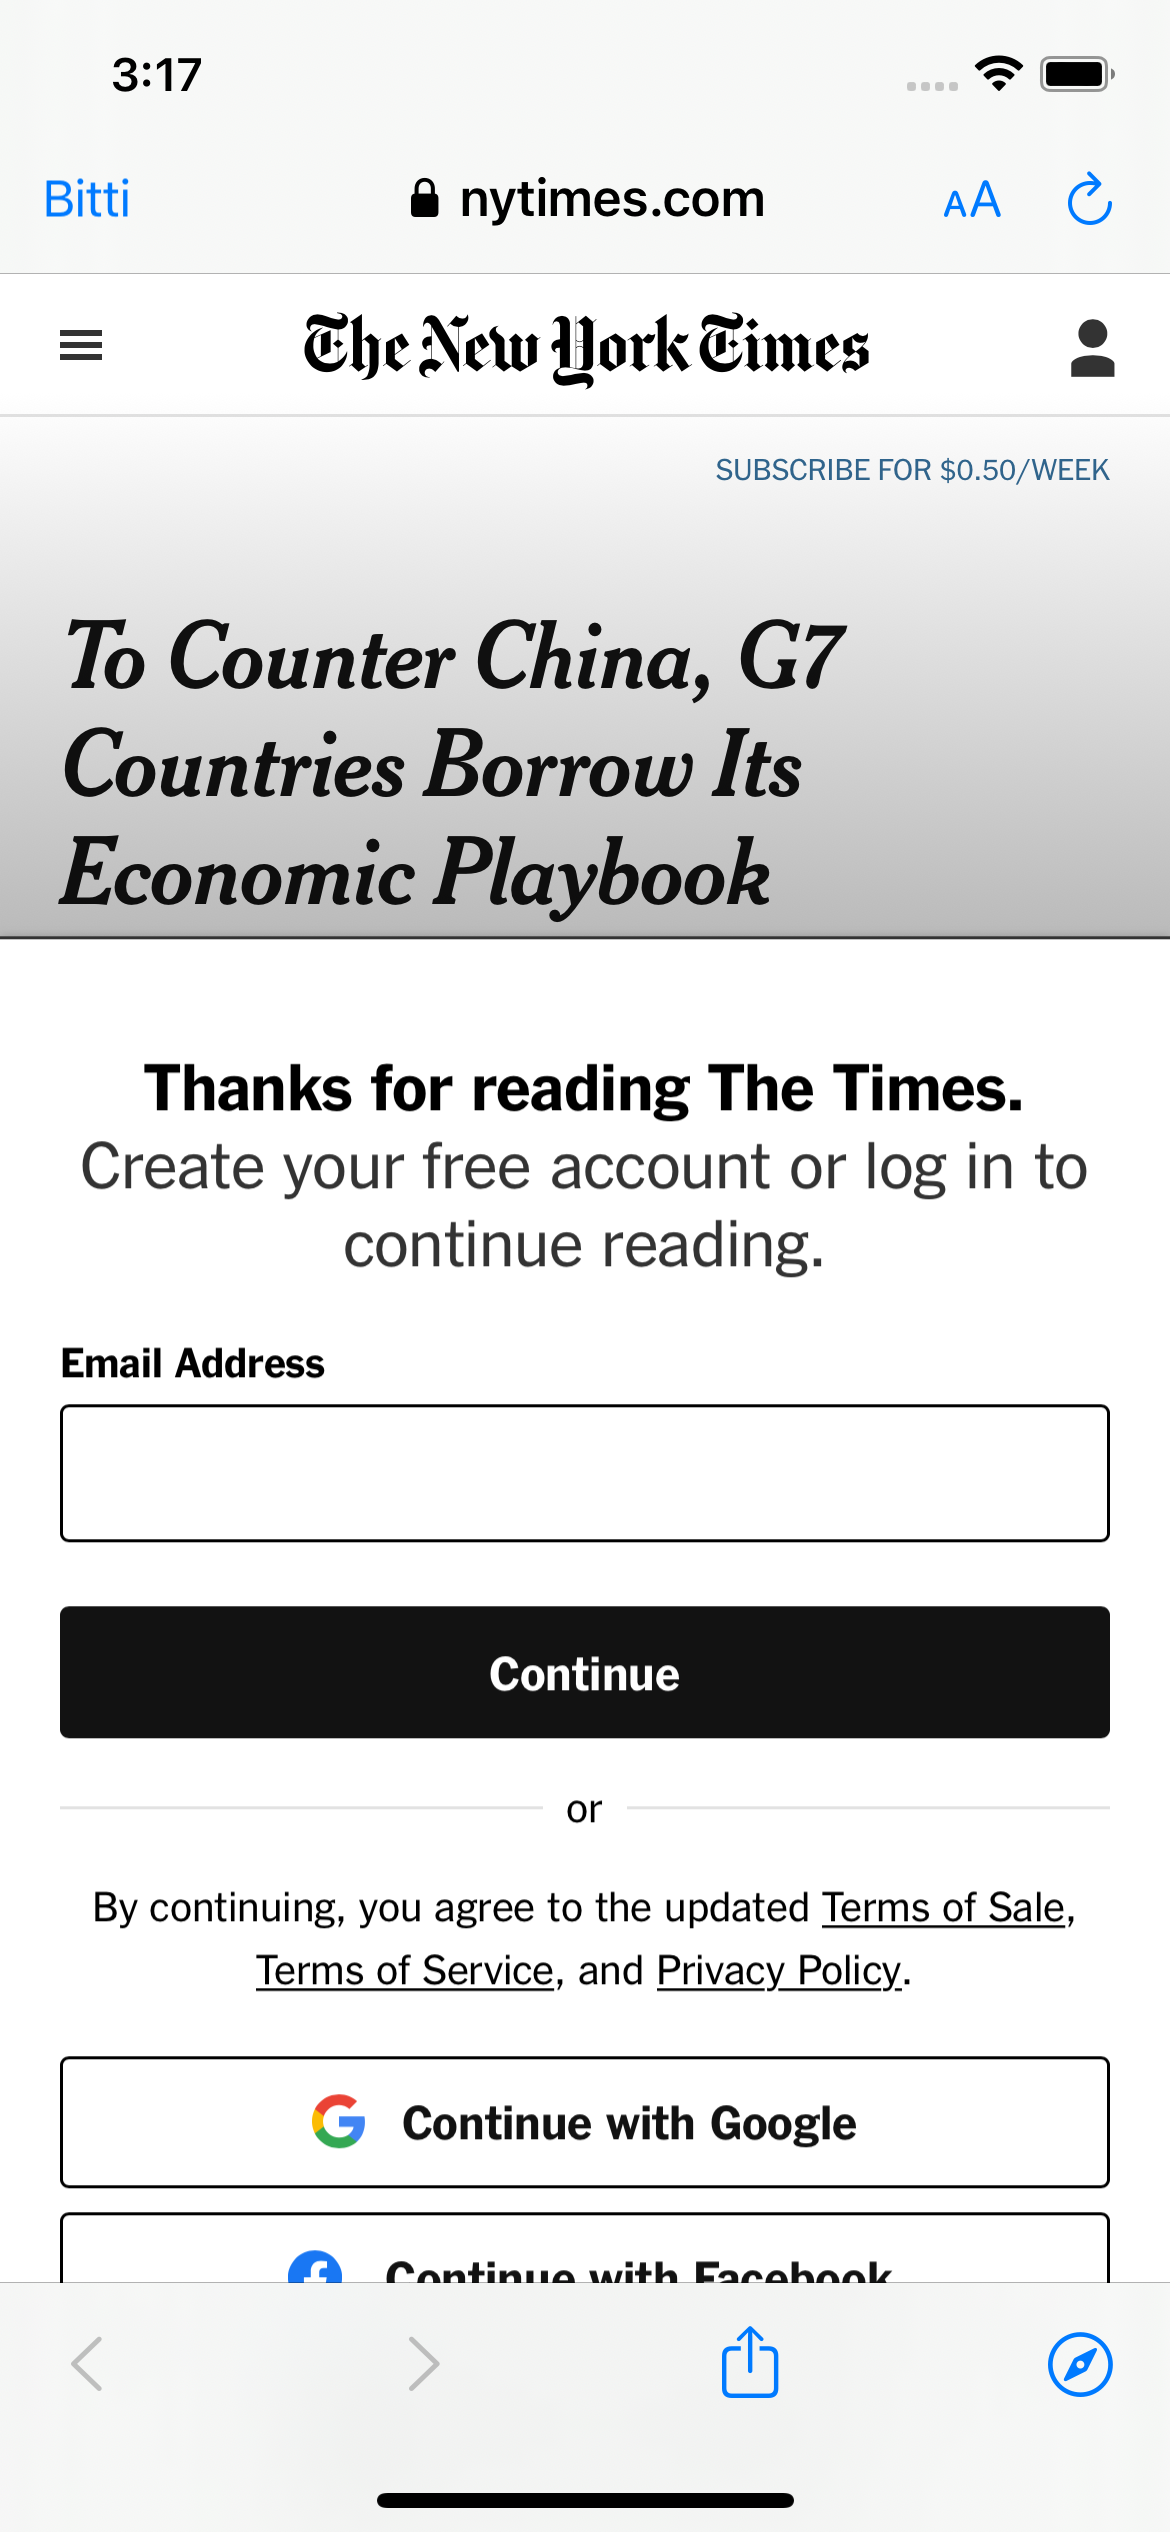 3:17
Bitti
nytimes.com
AA
The New York Times
SUBSCRIBE FOR $0.50/WEEK
To Counter China, G7
Countries Borrow Its
Economic Playbook
Thanks for reading The Times.
Create your free account or log in to
continue reading.
Email Address
Continue
or
By continuing, you agree to the updated Terms of Sale,
Terms of Service, and Privacy Policy.
Continue with Google
Continue with Facebook